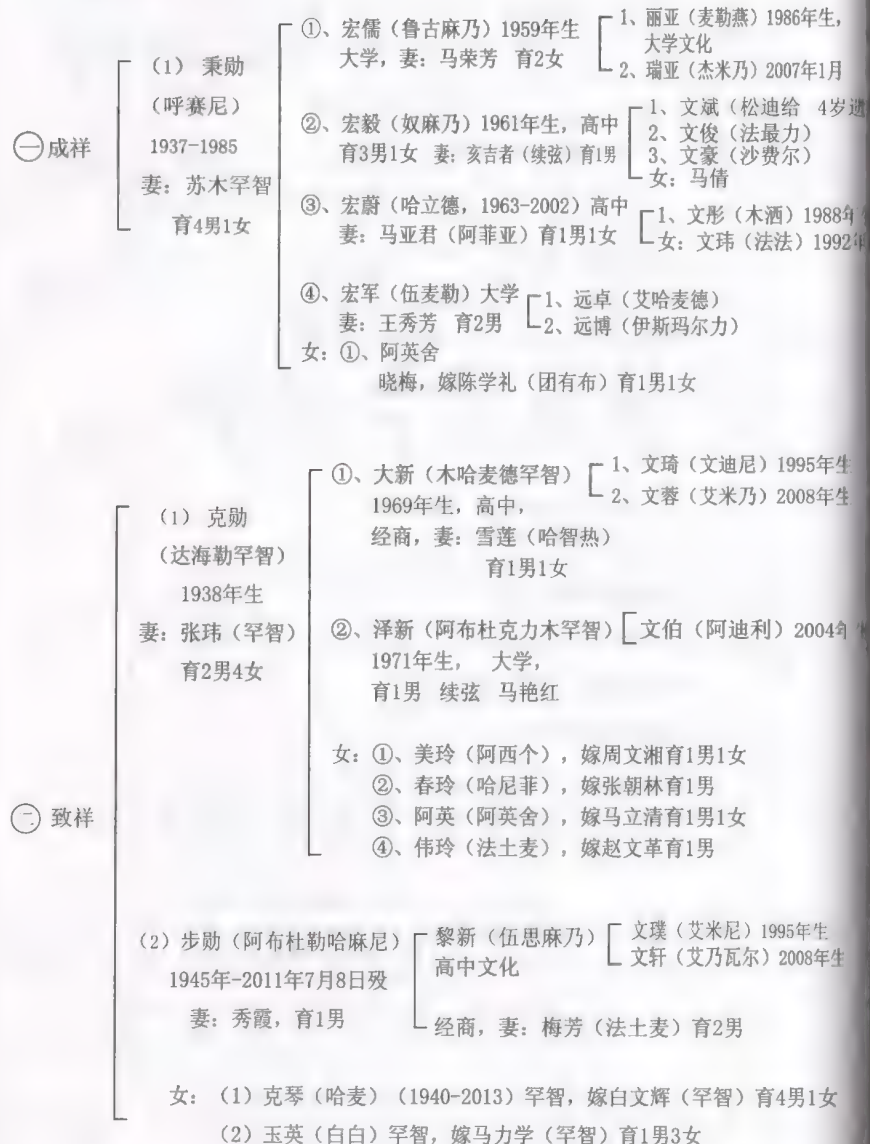 ㊀成祥
(1) 秉勋
(呼赛尼)
1937-1985
妻：苏木罕智
育4男1女
①、宏儒（鲁古麻乃）1959年生
大学，妻：马荣芳 育2女
1、丽亚（麦勒燕）1986年生，
大学文化
2、瑞亚（杰米乃）2007年1月
②、宏毅（奴麻乃）1961年生，高中
育3男1女 妻：亥吉者（续弦）育1男
1、文斌（松迪给 4岁
2、文俊（法最力）
3、文豪（沙费尔）
女：马倩
③、宏蔚（哈立德，1963-2002）高中
妻：马亚君（阿菲亚）育1男1女
1、文彤（木洒）1988年
女：文玮（法法）1992年
④、宏军（伍麦勒）大学
妻：王秀芳 育2男
1、远卓（艾哈麦德）
2、远博（伊斯玛尔力）
女：①、阿英舍
晓梅，嫁陈学礼（团有布）育1男1女
㊁致祥
(1) 克勋
（达海勒罕智）
1938年生
妻：张玮（罕智）
育2男4女
①、大新（木哈麦德罕智）
1969年生，高中，
经商，妻：雪莲（哈智热）
育1男1女
1、文琦（文迪尼）1995年生
2、文蓉（艾米乃）2008年生
②、泽新（阿布杜克力木罕智）
1971年生， 大学，
育1男 续弦 马艳红
文伯（阿迪利）2004年
女：①、美玲（阿西个），嫁周文湘育1男1女
②、春玲（哈尼菲），嫁张朝林育1男
③、阿英（阿英舍），嫁马立清育1男1女
④、伟玲（法土麦），嫁赵文革育1男
(2) 步勋（阿布杜勒哈麻尼）
1945年-2011年7月8日殁
妻：秀霞，育1男
黎新（伍思麻乃）
高中文化
经商，妻：梅芳（法土麦）育2男
文璞（艾米尼）1995年生
文轩（艾乃瓦尔）2008年生
女：（1）克琴（哈麦）（1940-2013）罕智，嫁白文辉（罕智）育4男1女
（2）玉英（白白）罕智，嫁马力学（罕智）育1男3女